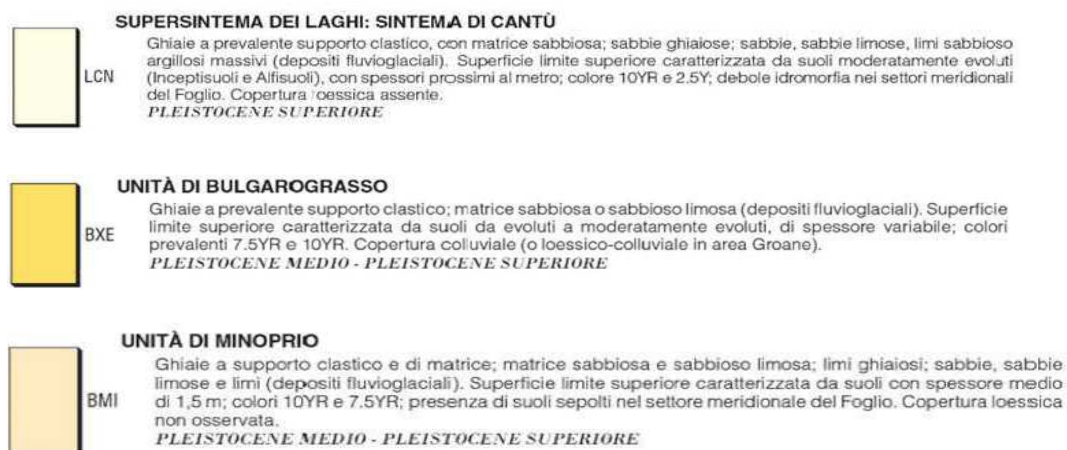 SUPERSINTEMA DEI LAGHI: SINTEMA DI CANTÙ
Ghiaie a prevalente supporto clastico, con matrice sabbiosa; sabbie ghiaiose; sabbie, sabbie limose, limi sabbioso
argillosi massivi (depositi fluvioglaciali). Superficie limite superiore caratterizzata da suoli moderatamente evoluti
(Inceptisuoli e Alfisuoli), con spessori prossimi al metro; colore 10YR e 2.5Y; debole idromorfia nei settori meridionali
del Foglio. Copertura loessica assente.
PLEISTOCENE SUPERIORE
LCN
UNITÀ DI BULGAROGRASSO
Ghiaie a prevalente supporto clastico; matrice sabbiosa o sabbioso limosa (depositi fluvioglaciali). Superficie
limite superiore caratterizzata da suoli da evoluti a moderatamente evoluti, di spessore variabile; colori
prevalenti 7.5YR e 10YR. Copertura colluviale (o loessico-colluviale in area Groane).
PLEISTOCENE MEDIO - PLEISTOCENE SUPERIORE
BXE
UNITÀ DI MINOPRIO
Ghiaie a supporto clastico e di matrice; matrice sabbiosa e sabbioso limosa; limi ghiaiosi; sabbie, sabbie
limose e limi (depositi fluvioglaciali). Superficie limite superiore caratterizzata da suoli con spessore medio
di 1,5 m; colori 10YR e 7.5YR; presenza di suoli sepolti nel settore meridionale del Foglio. Copertura loessica
non osservata.
PLEISTOCENE MEDIO - PLEISTOCENE SUPERIORE
BMI